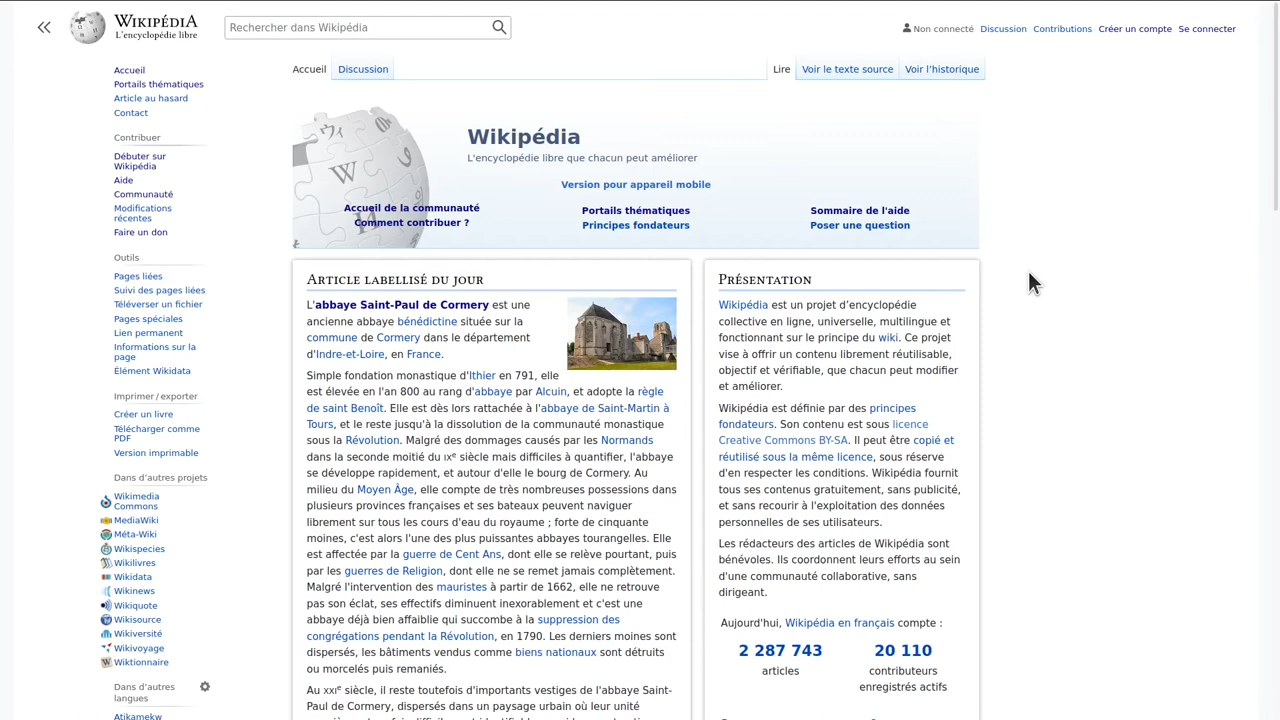 WIKIPÉDIA
L'encyclopédie libre
Rechercher dans Wikipédia
Non connecté Discussion Contributions Créer un compte Se connecter
Accueil
Portails thématiques
Article au hasard
Contact
Contribuer
Débuter sur
Wikipédia
Aide
Communauté
Modifications
récentes
Faire un don
Outils
Pages liées
Suivi des pages liées
Téléverser un fichier
Pages spéciales
Lien permanent
Informations sur la
page
Élément Wikidata
Imprimer / exporter
Créer un livre
Télécharger comme
PDF
Version imprimable
Dans d'autres projets
Wikimedia
Commons
MediaWiki
Méta-Wiki
Wikispecies
Wikilivres
Wikidata
Wikinews
Wikiquote
Wikisource
Wikiversité
Wikivoyage
Wiktionnaire
Dans d'autres
langues
Atikamekw
Accueil Discussion Lire Voir le texte source Voir l'historique
Wikipédia
L'encyclopédie libre que chacun peut améliorer
Version pour appareil mobile
Accueil de la communauté Portails thématiques Sommaire de l'aide
Comment contribuer ? Principes fondateurs Poser une question
Article labellisé du jour
L'abbaye Saint-Paul de Cormery est une
ancienne abbaye bénédictine située sur la
commune de Cormery dans le département
d'Indre-et-Loire, en France.
Simple fondation monastique d'Ithier en 791, elle
est élevée en l'an 800 au rang d'abbaye par Alcuin, et adopte la règle
de saint Benoît. Elle est dès lors rattachée à l'abbaye de Saint-Martin à
Tours, et le reste jusqu'à la dissolution de la communauté monastique
sous la Révolution. Malgré des dommages causés par les Normands
dans la seconde moitié du IXe siècle mais difficiles à quantifier, l'abbaye
se développe rapidement, et autour d'elle le bourg de Cormery. Au
milieu du Moyen Âge, elle compte de très nombreuses possessions dans
plusieurs provinces françaises et ses bateaux peuvent naviguer
librement sur tous les cours d'eau du royaume ; forte de cinquante
moines, c'est alors l'une des plus puissantes abbayes tourangelles. Elle
est affectée par la guerre de Cent Ans, dont elle se relève pourtant, puis
par les guerres de Religion, dont elle ne se remet jamais complètement.
Malgré l'intervention des mauristes à partir de 1662, elle ne retrouve
pas son éclat, ses effectifs diminuent inexorablement et c'est une
abbaye déjà bien affaiblie qui succombe à la suppression des
congrégations pendant la Révolution, en 1790. Les derniers moines sont
dispersés, les bâtiments vendus comme biens nationaux sont détruits
ou morcelés puis remaniés.
Au XXIe siècle, il reste toutefois d'importants vestiges de l'abbaye Saint-
Paul de Cormery, dispersés dans un paysage urbain où leur unité
Présentation
Wikipédia est un projet d'encyclopédie
collective en ligne, universelle, multilingue et
fonctionnant sur le principe du wiki. Ce projet
vise à offrir un contenu librement réutilisable,
objectif et vérifiable, que chacun peut modifier
et améliorer.
Wikipédia est définie par des principes
fondateurs. Son contenu est sous licence
Creative Commons BY-SA. Il peut être copié et
réutilisé sous la même licence, sous réserve
d'en respecter les conditions. Wikipédia fournit
tous ses contenus gratuitement, sans publicité,
et sans recourir à l'exploitation des données
personnelles de ses utilisateurs.
Les rédacteurs des articles de Wikipédia sont
bénévoles. Ils coordonnent leurs efforts au sein
d'une communauté collaborative, sans
dirigeant.
Aujourd'hui, Wikipédia en français compte :
2 287 743 20 110
articles contributeurs
enregistrés actifs